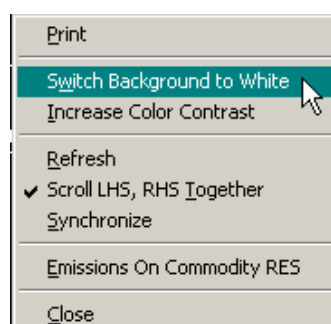 Print
Switch Background to White
Increase Color Contrast
Refresh
Scroll LHS, RHS Together
Synchronize
Emissions On Commodity RES
Close